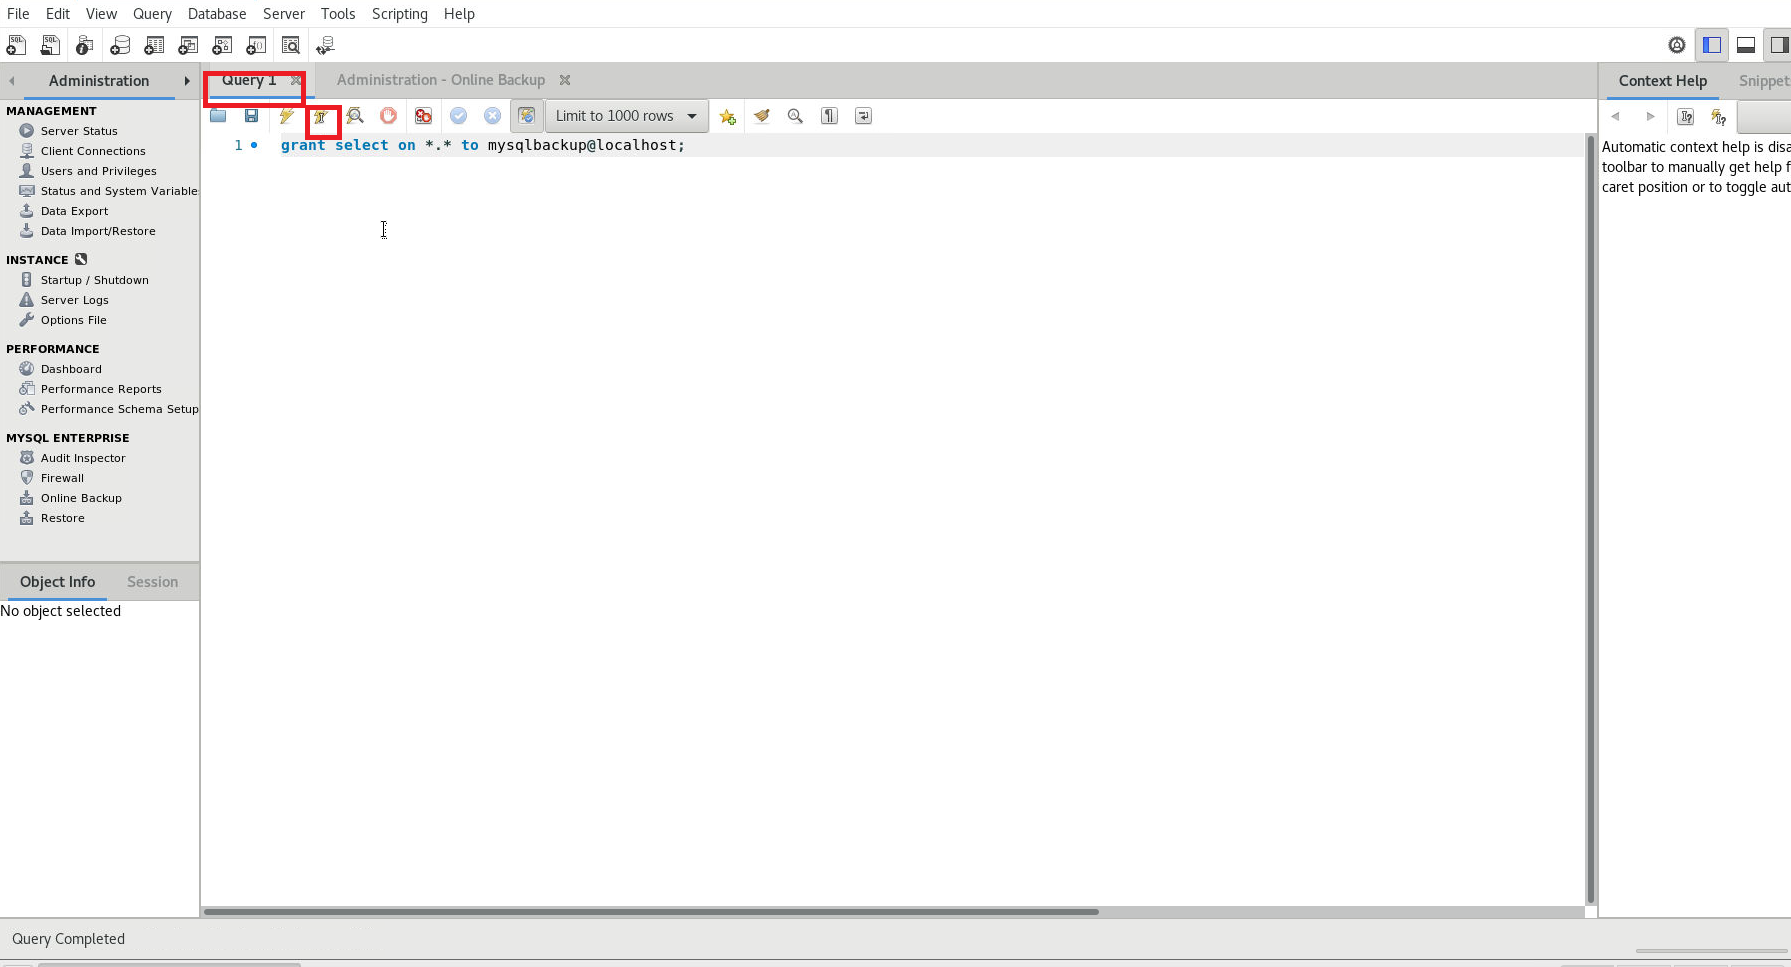 File Edit View Query Database Server Tools Scripting Help
Administration
Query 1
Administration - Online Backup
Context Help
Snippet
MANAGEMENT
Server Status
Client Connections
Users and Privileges
Status and System Variable
Data Export
Data Import/Restore
INSTANCE
Startup / Shutdown
Server Logs
Options File
PERFORMANCE
Dashboard
Performance Reports
Performance Schema Setup
MYSQL ENTERPRISE
Audit Inspector
Firewall
Online Backup
Restore
Object Info Session
No object selected
Limit to 1000 rows
1 grant select on *.* to mysqlbackup@localhost;
Automatic context help is disa
toolbar to manually get help f
caret position or to toggle aut
Query Completed